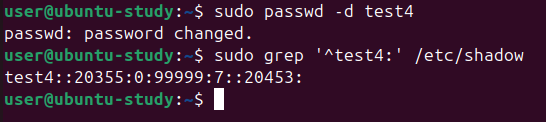 user@ubuntu-study:~$ sudo passwd -d test4
passwd: password changed.
user@ubuntu-study:~$ sudo grep '^test4:' /etc/shadow
test4::20355:0:99999:7::20453:
user@ubuntu-study:~$